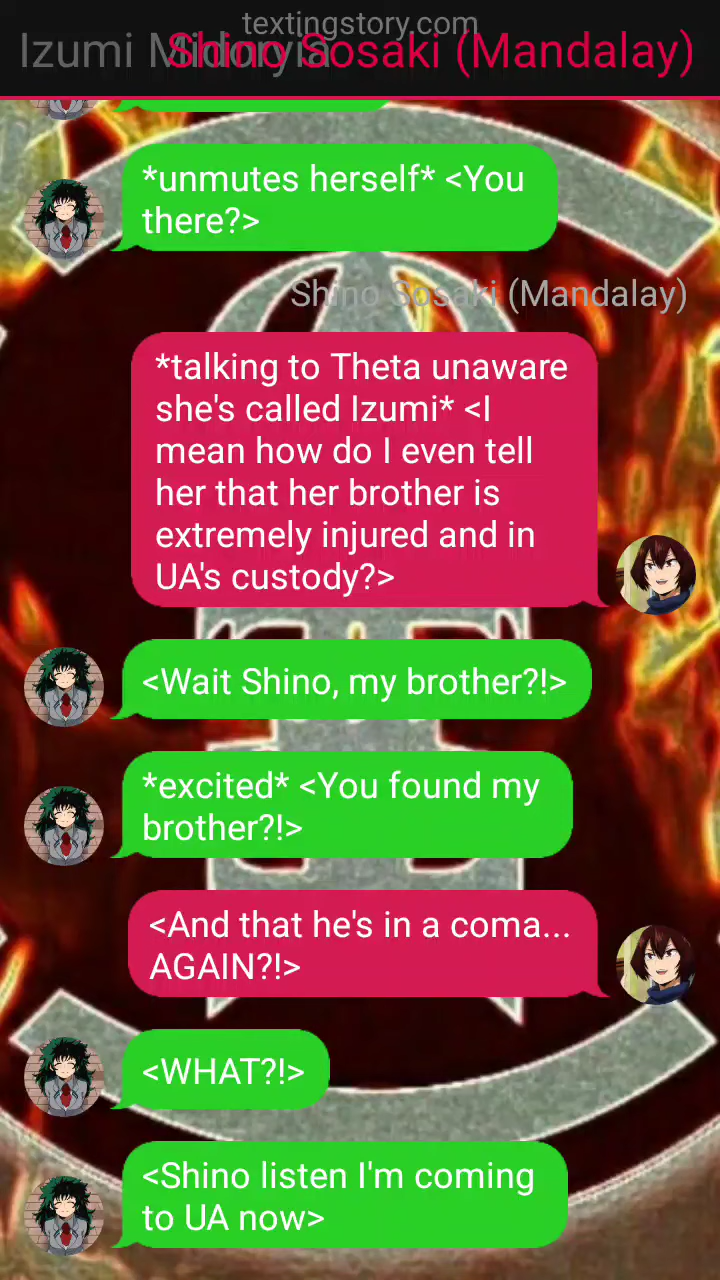 textingstory.com
Izumi Midoriya
Shino Sosaki (Mandalay)
*unmutes herself* <You
there?>
Shino Sosaki (Mandalay)
*talking to Theta unaware
she's called Izumi* <I
mean how do I even tell
her that her brother is
extremely injured and in
UA's custody?>
<Wait Shino, my brother?!>
*excited* <You found my
brother?!>
<And that he's in a coma...
AGAIN?!>
<WHAT?!>
<Shino listen I'm coming
to UA now>